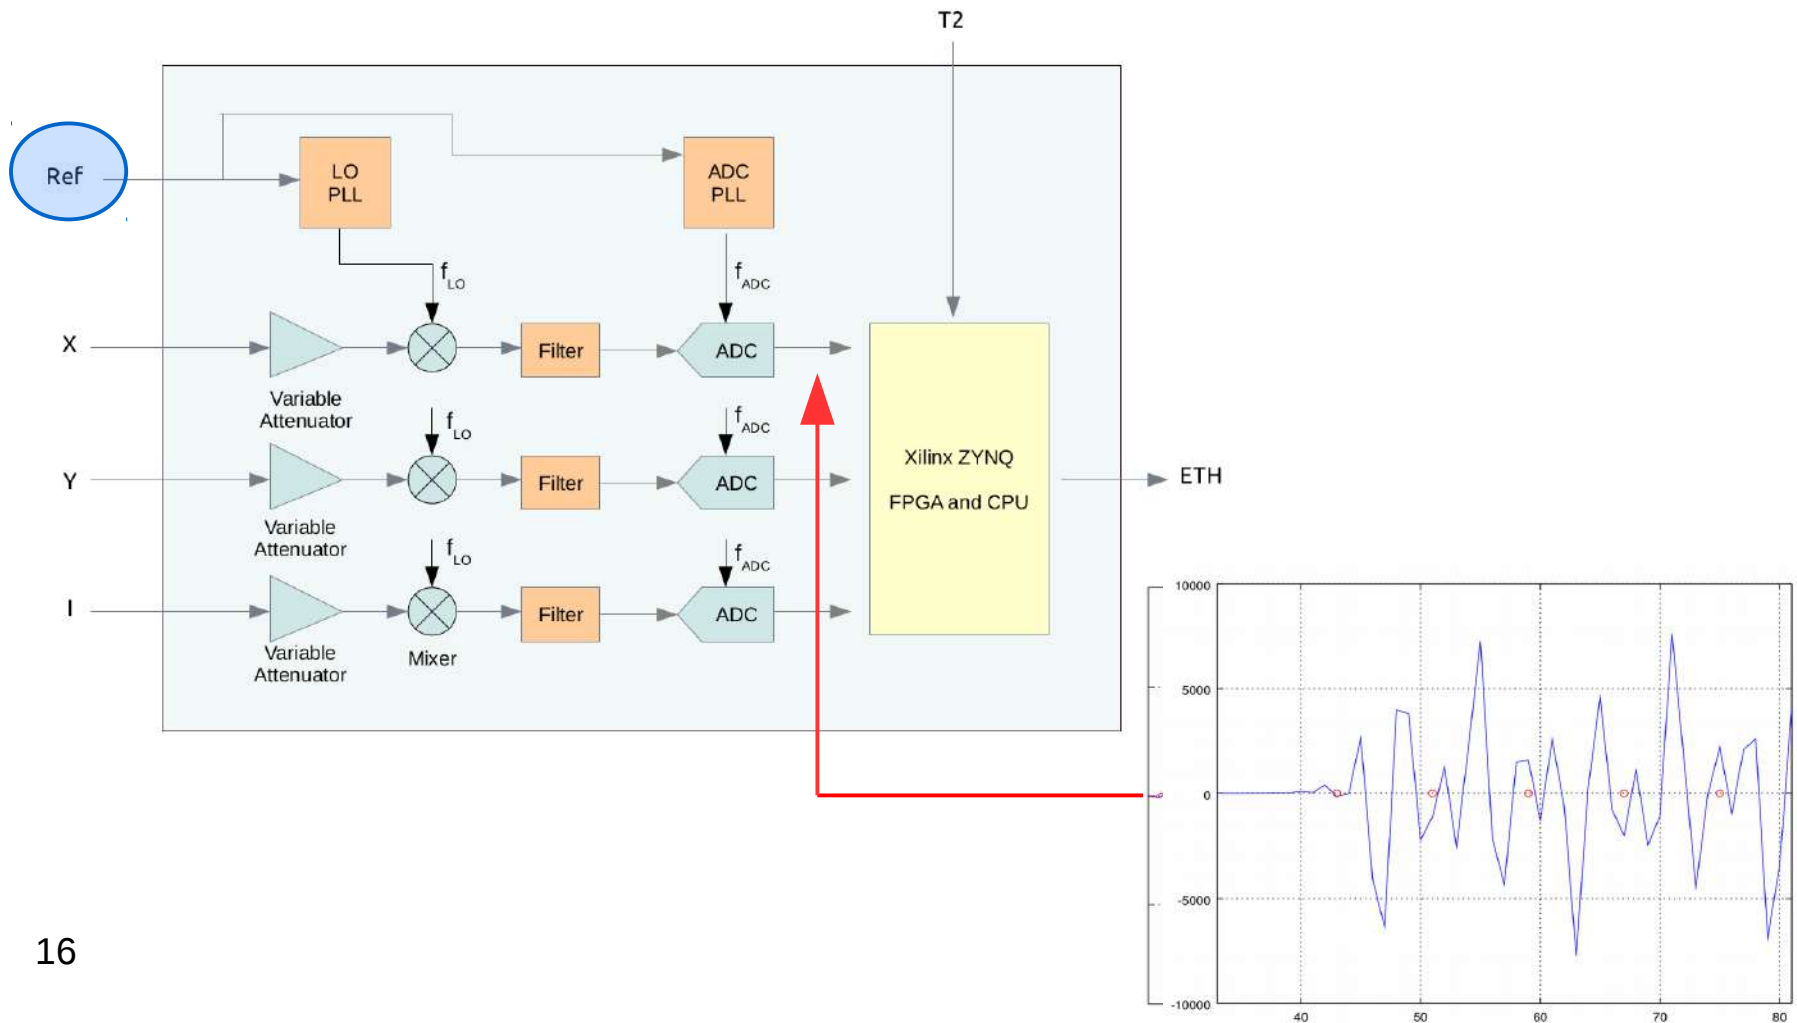 T2
Ref
LO
PLL
ADC
PLL
fLO
fADC
X
Filter
ADC
Variable
Attenuator
fLO
fADC
Y
Filter
ADC
Xilinx ZYNQ
FPGA and CPU
ETH
Variable
Attenuator
fLO
fADC
I
Filter
ADC
Variable
Attenuator
Mixer
10000
5000
0
-5000
-10000
40
50
60
70
80
16